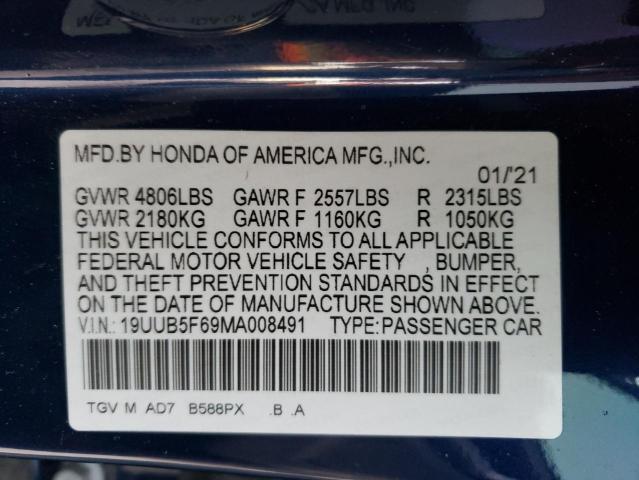 MFD.BY HONDA OF AMERICA MFG.,INC.
01/'21
GVWR 4806LBS GAWR F 2557LBS R 2315LBS
GVWR 2180KG GAWR F 1160KG R 1050KG
THIS VEHICLE CONFORMS TO ALL APPLICABLE
FEDERAL MOTOR VEHICLE SAFETY , BUMPER,
AND THEFT PREVENTION STANDARDS IN EFFECT
ON THE DATE OF MANUFACTURE SHOWN ABOVE.
V.I.N.: 19UUB5F69MA008491 TYPE:PASSENGER CAR
TGV M AD7 B588PX .B .A